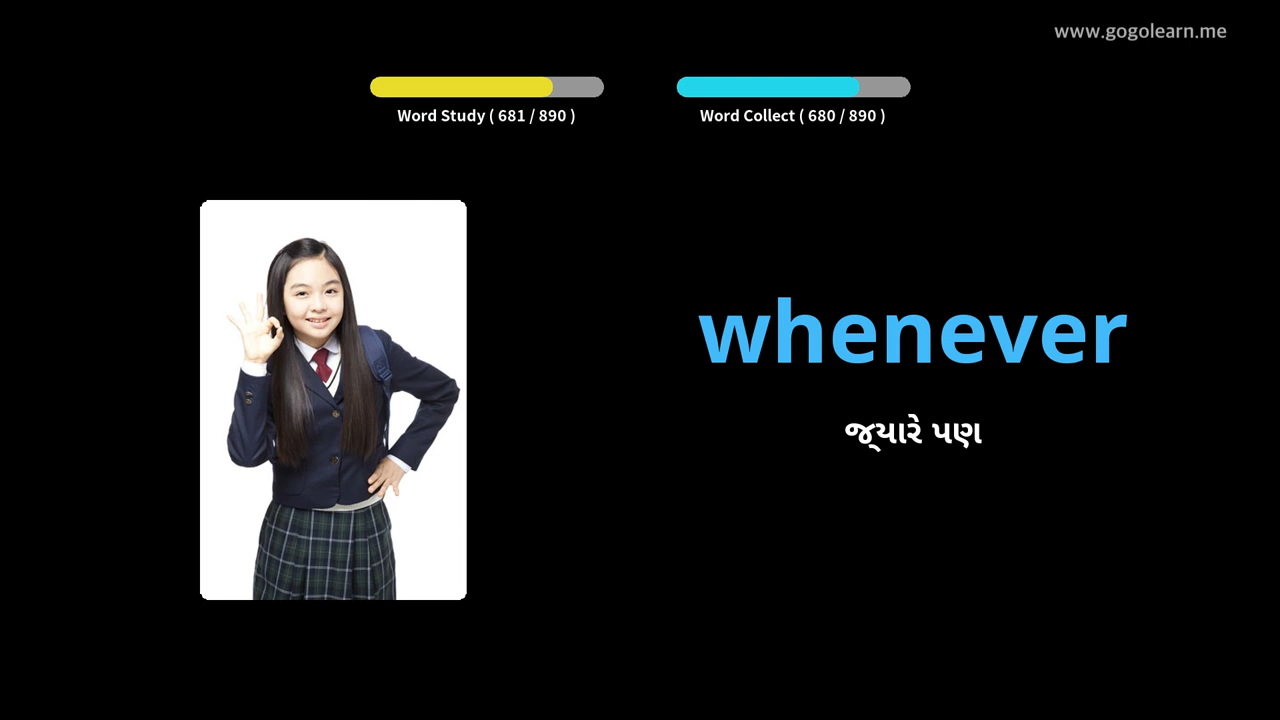 www.gogolearn.me
Word Study ( 681 / 890 )
Word Collect ( 680 / 890 )
whenever
જ્યારે પણ